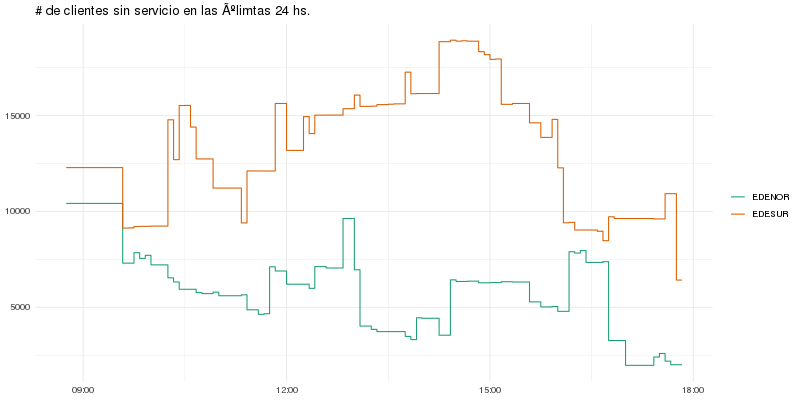 # de clientes sin servicio en las Ãºlimtas 24 hs.
15000
10000
5000
09:00
12:00
15:00
18:00
EDENOR
EDESUR